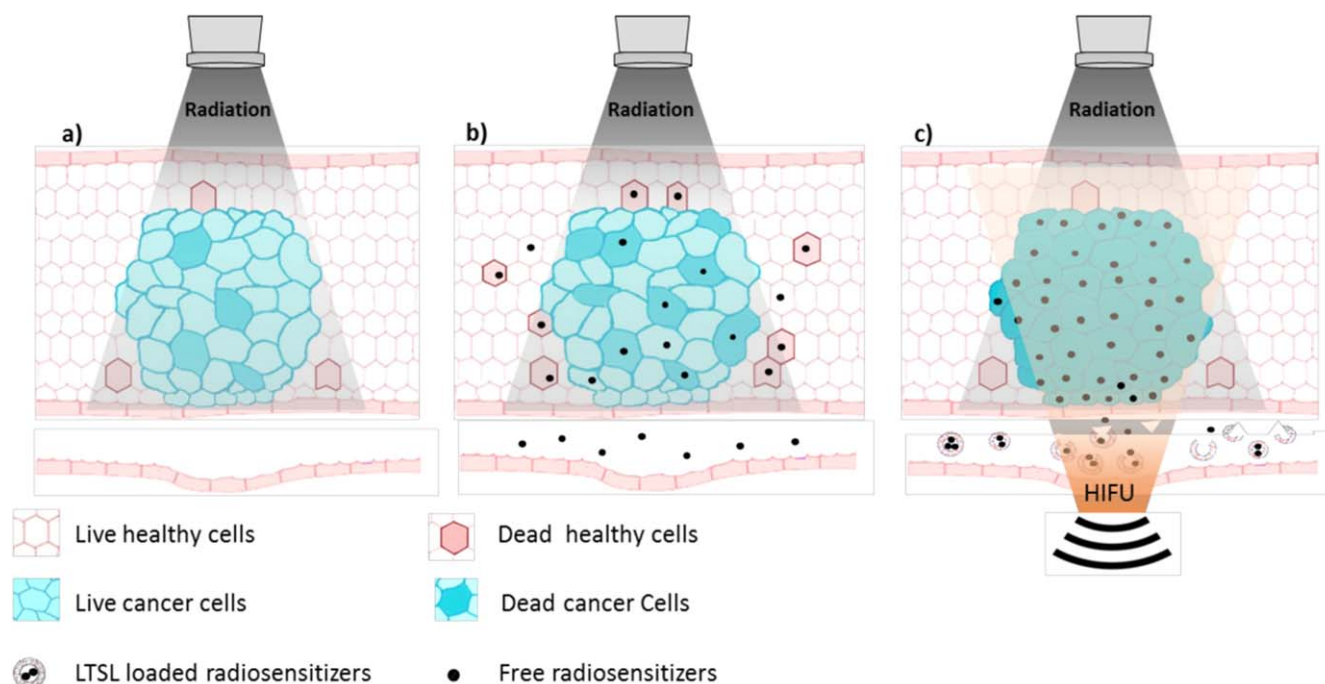 Radiation
Radiation
Radiation
a)
b)
c)
HIFU
Live healthy cells
Dead healthy cells
Live cancer cells
Dead cancer Cells
LTSL loaded radiosensitizers
Free radiosensitizers